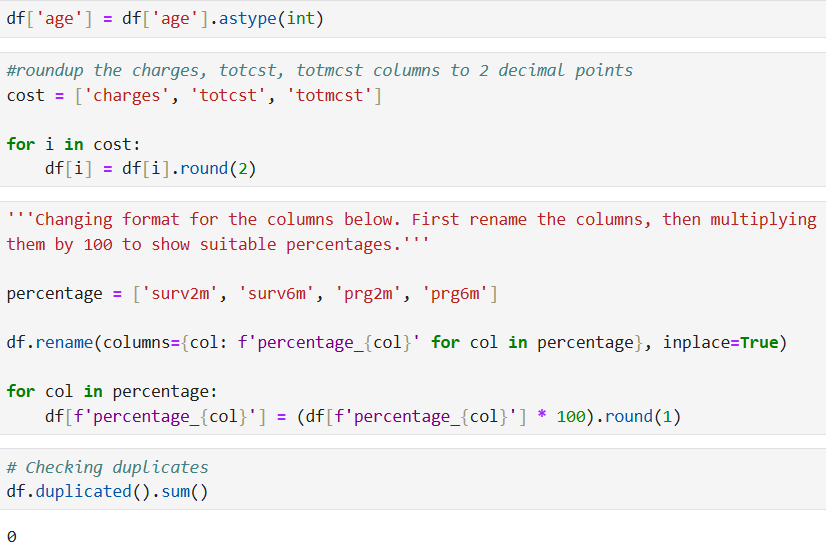 df['age'] = df['age'].astype(int)
#roundup the charges, totcst, totmcst columns to 2 decimal points
cost = ['charges', 'totcst', 'totmcst']
for i in cost:
    df[i] = df[i].round(2)
'''Changing format for the columns below. First rename the columns, then multiplying
them by 100 to show suitable percentages.'''
percentage = ['surv2m', 'surv6m', 'prg2m', 'prg6m']
df.rename(columns={col: f'percentage_{col}' for col in percentage}, inplace=True)
for col in percentage:
    df[f'percentage_{col}'] = (df[f'percentage_{col}'] * 100).round(1)
# Checking duplicates
df.duplicated().sum()
0